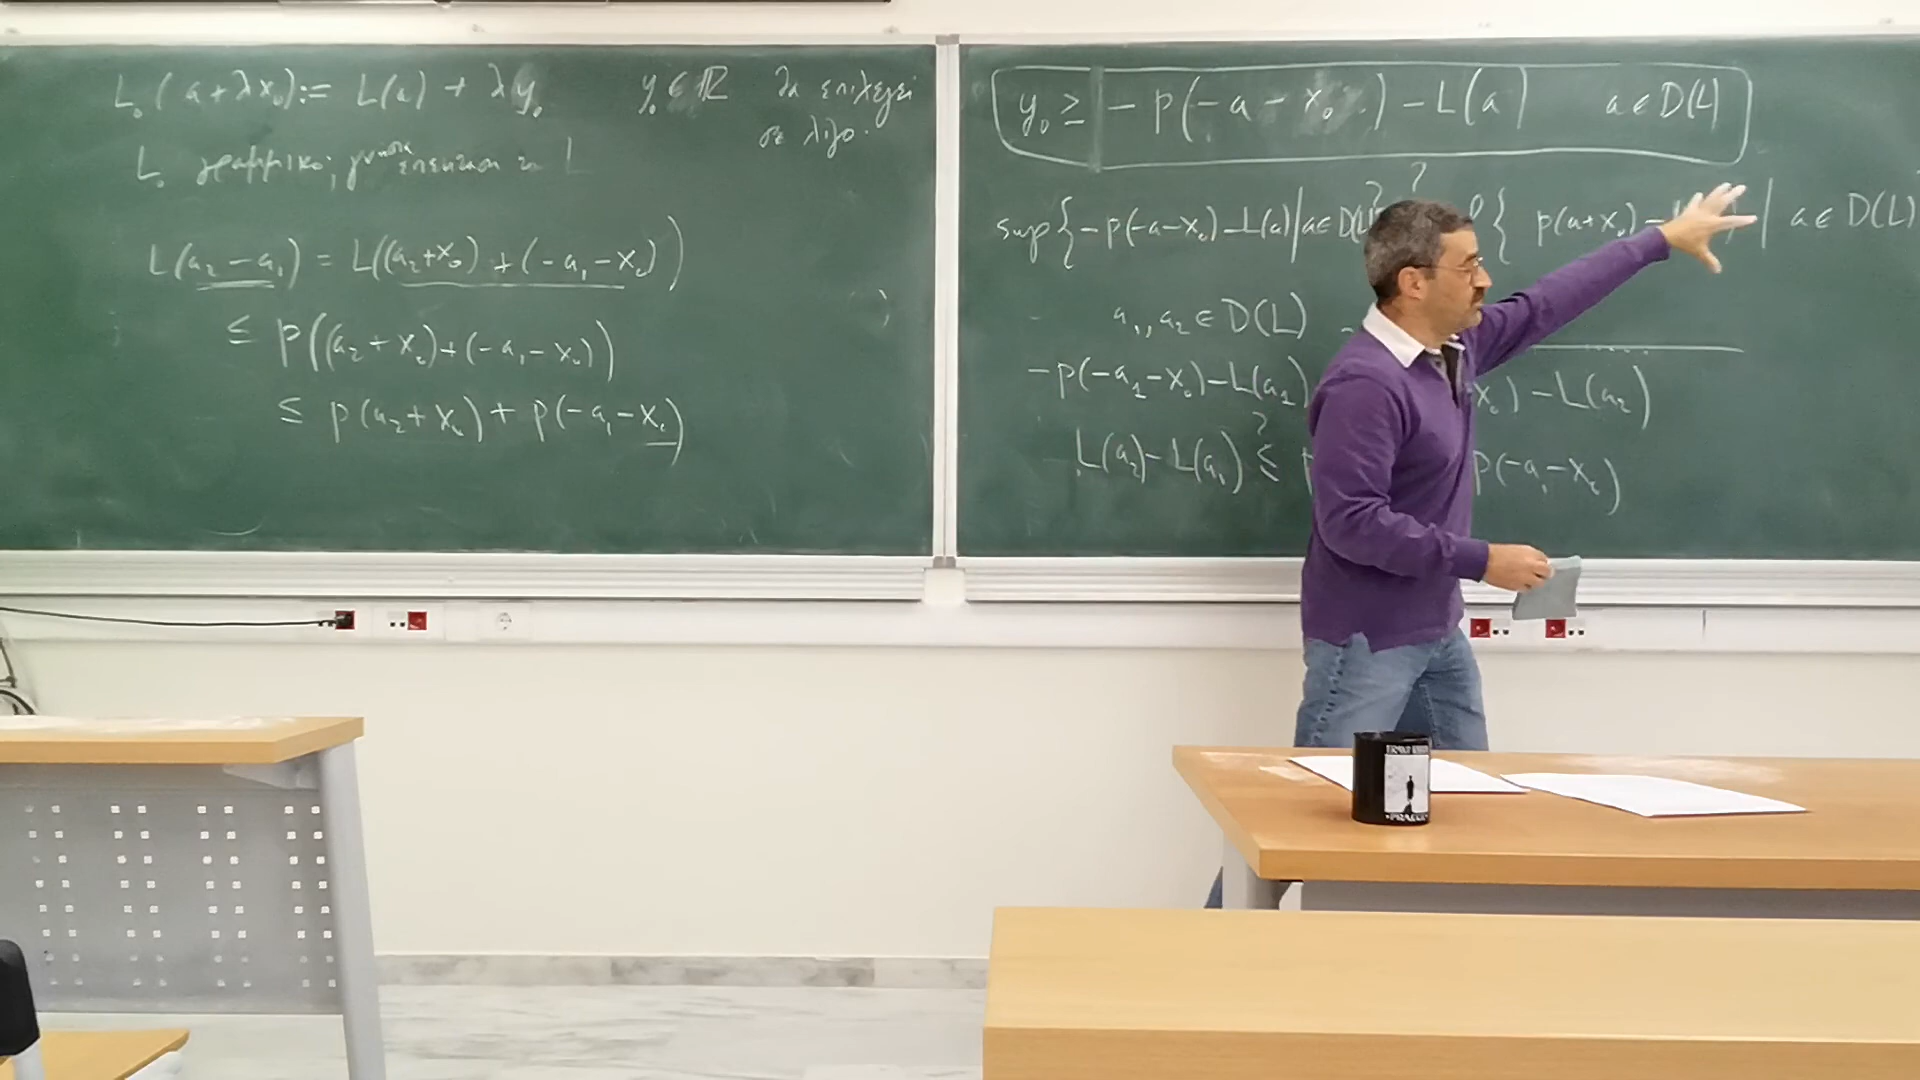 L₀(a+λx₀):= L(a) + λy₀   y₀∈ℝ   θα επιλεγεί
σε λίγο.
L₀ γραμμική, γνήσια επέκταση της L
L(a₂-a₁) = L((a₂+x₀) + (-a₁-x₀))
≤ p((a₂+x₀)+(-a₁-x₀))
≤ p(a₂+x₀) + p(-a₁-x₀)
y₀ ≥ -p(-a-x₀) - L(a)   a∈D(L)
?
sup{-p(-a-x₀)-L(a)|a∈D(L)} { p(a+x₀)- | a∈D(L)
a₁, a₂ ∈ D(L)
-p(-a₁-x₀)-L(a₁) x₀)-L(a₂)
?
L(a₂)-L(a₁) ≤ p(-a₁-x₀)